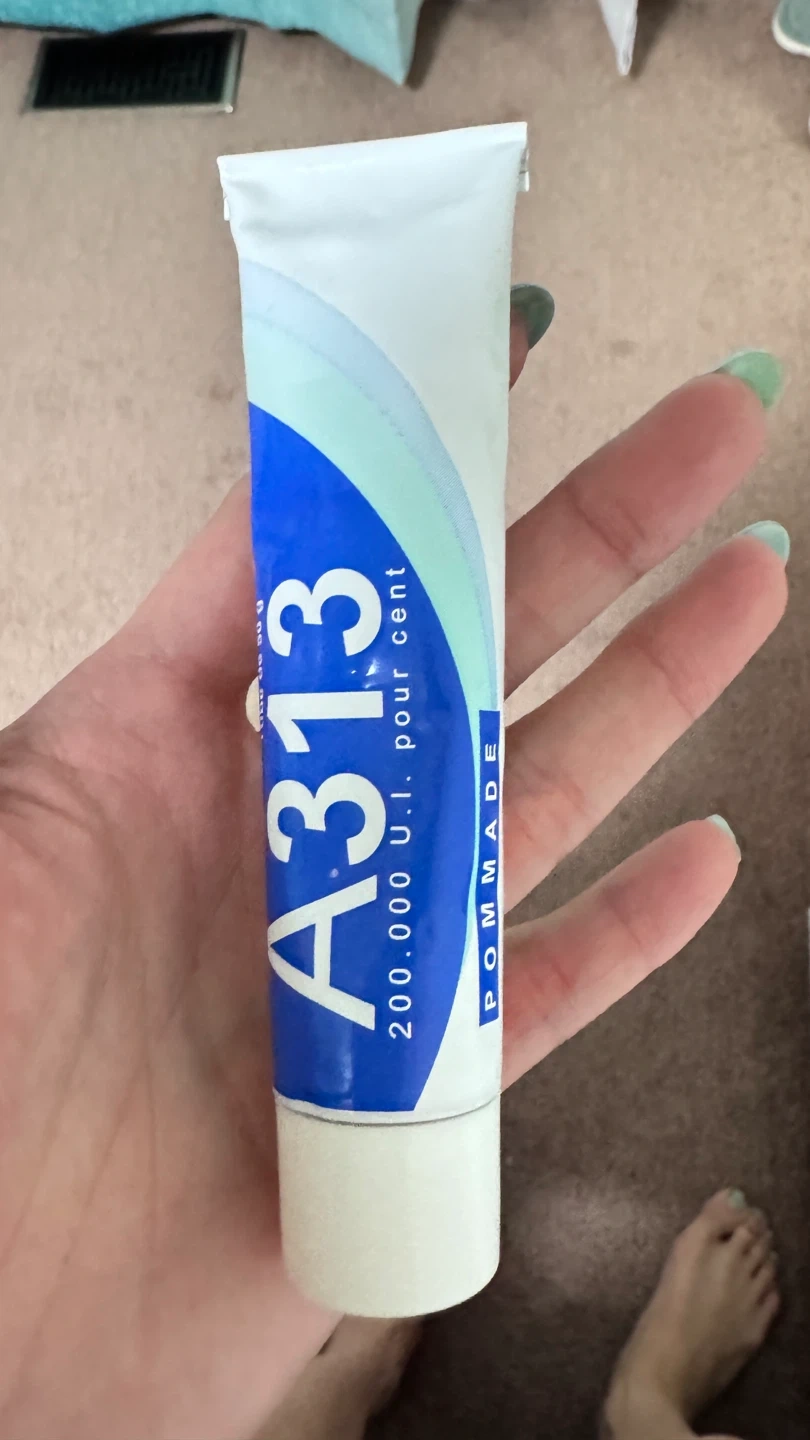 A313
200.000 U.I. pour cent
POMMADE